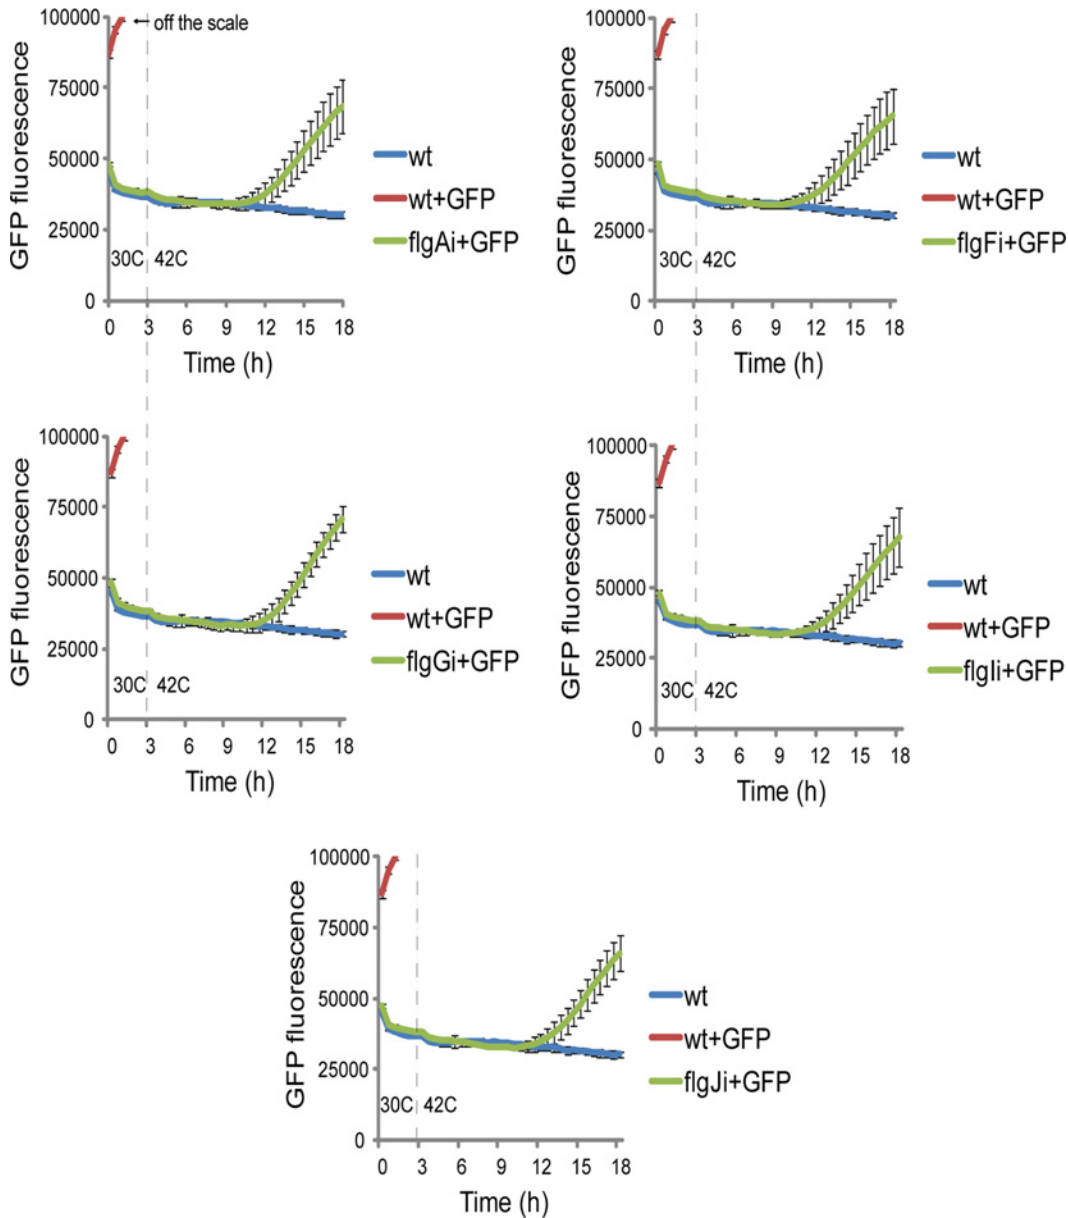 100000
75000
50000
25000
0
GFP fluorescence
off the scale
30C 42C
0 3 6 9 12 15 18
Time (h)
wt
wt+GFP
flgAi+GFP
100000
75000
50000
25000
0
GFP fluorescence
30C 42C
0 3 6 9 12 15 18
Time (h)
wt
wt+GFP
flgFi+GFP
100000
75000
50000
25000
0
GFP fluorescence
30C 42C
0 3 6 9 12 15 18
Time (h)
wt
wt+GFP
flgGi+GFP
100000
75000
50000
25000
0
GFP fluorescence
30C 42C
0 3 6 9 12 15 18
Time (h)
wt
wt+GFP
flgIi+GFP
100000
75000
50000
25000
0
GFP fluorescence
30C 42C
0 3 6 9 12 15 18
Time (h)
wt
wt+GFP
flgJi+GFP